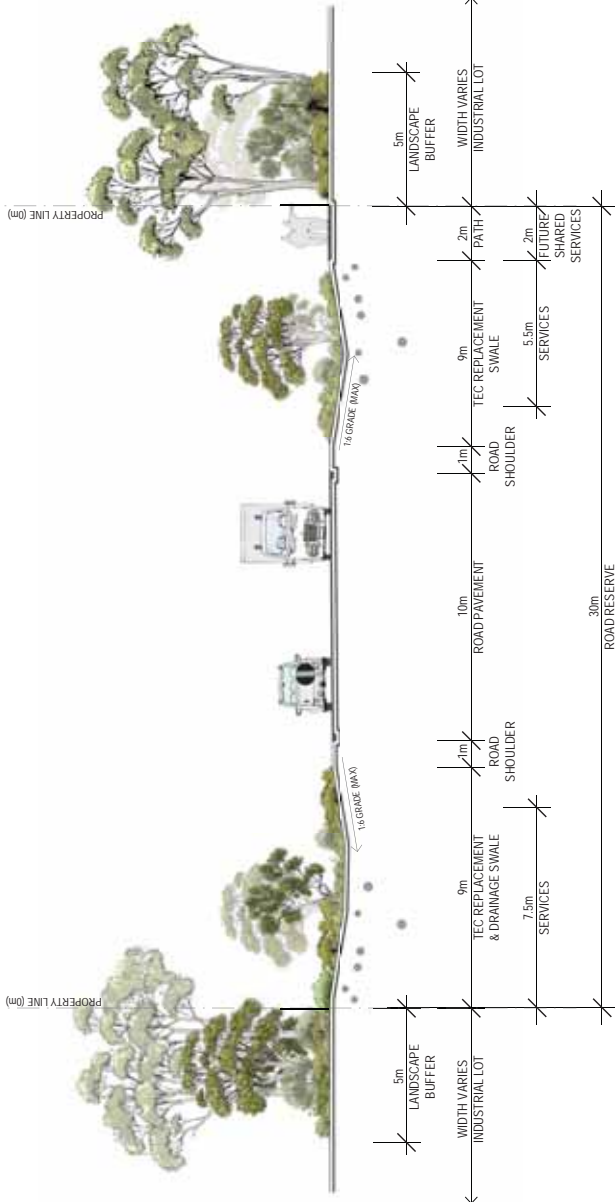 PROPERTY LINE (0m)
PROPERTY LINE (0m)
1:6 GRADE (MAX)
1:6 GRADE (MAX)
5m
LANDSCAPE
BUFFER
5m
LANDSCAPE
BUFFER
WIDTH VARIES
INDUSTRIAL LOT
9m
TEC REPLACEMENT
& DRAINAGE SWALE
1m
ROAD
SHOULDER
10m
ROAD PAVEMENT
1m
ROAD
SHOULDER
9m
TEC REPLACEMENT
SWALE
2m
PATH
WIDTH VARIES
INDUSTRIAL LOT
7.5m
SERVICES
5.5m
SERVICES
2m
FUTURE
SHARED
SERVICES
30m
ROAD RESERVE